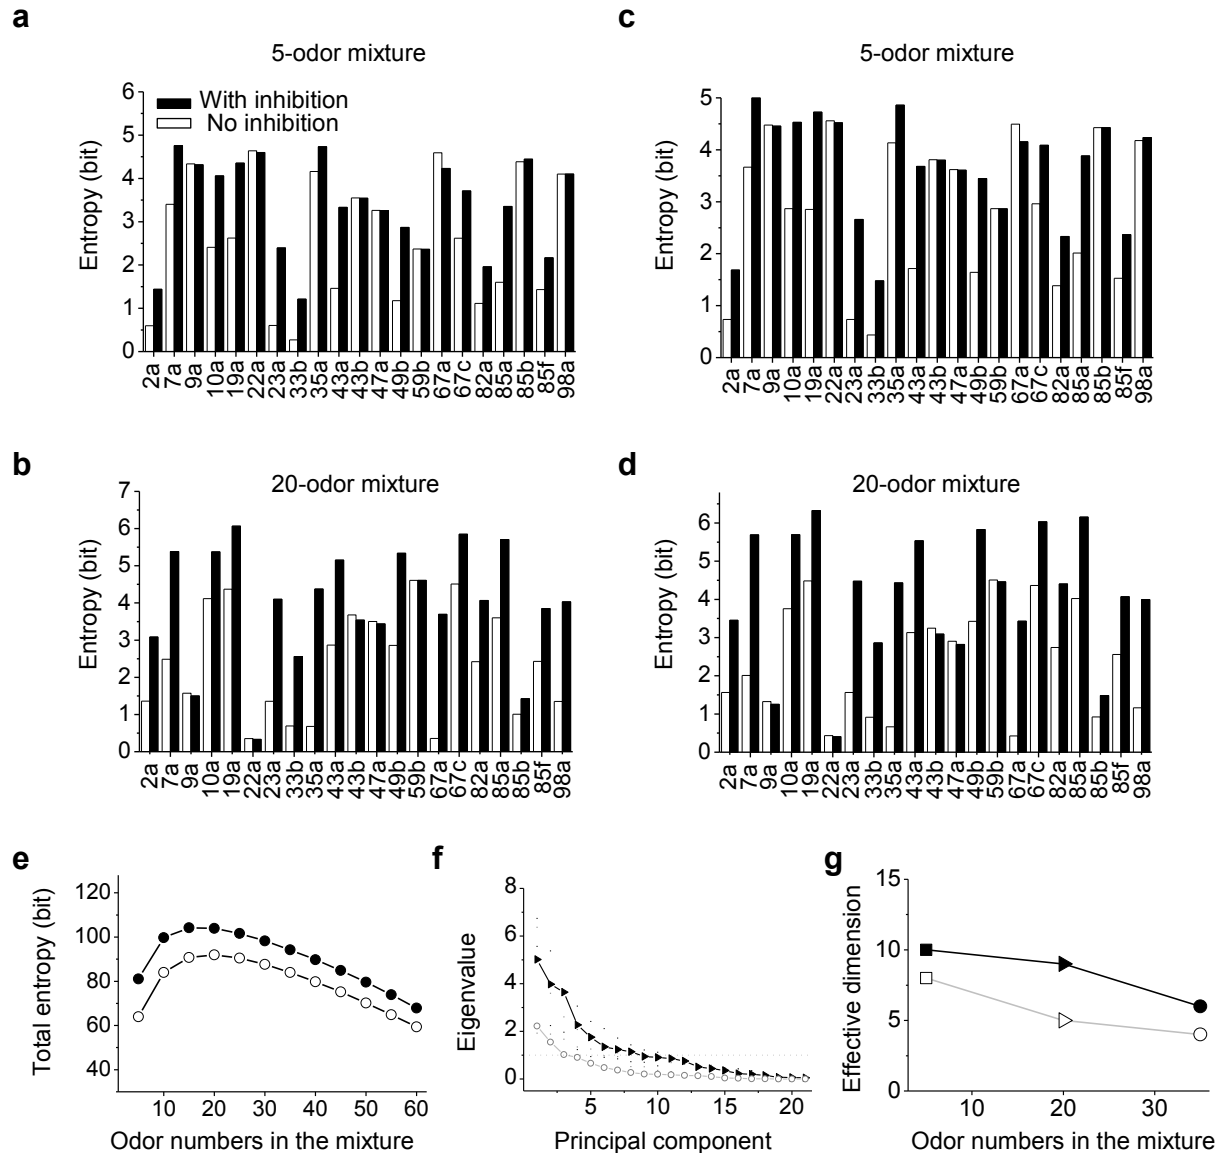 a
5-odor mixture
Entropy (bit)
6
5
4
3
2
1
0
With inhibition
No inhibition
2a 7a 9a 10a 19a 22a 23a 33b 35a 43a 43b 47a 49b 59b 67a 67c 82a 85a 85b 85f 98a
c
5-odor mixture
Entropy (bit)
5
4
3
2
1
0
2a 7a 9a 10a 19a 22a 23a 33b 35a 43a 43b 47a 49b 59b 67a 67c 82a 85a 85b 85f 98a
b
20-odor mixture
Entropy (bit)
7
6
5
4
3
2
1
0
2a 7a 9a 10a 19a 22a 23a 33b 35a 43a 43b 47a 49b 59b 67a 67c 82a 85a 85b 85f 98a
d
20-odor mixture
Entropy (bit)
6
5
4
3
2
1
0
2a 7a 9a 10a 19a 22a 23a 33b 35a 43a 43b 47a 49b 59b 67a 67c 82a 85a 85b 85f 98a
e
Total entropy (bit)
120
100
80
60
40
10 20 30 40 50 60
Odor numbers in the mixture
f
Eigenvalue
8
6
4
2
0
5 10 15 20
Principal component
g
Effective dimension
15
10
5
0
10 20 30
Odor numbers in the mixture